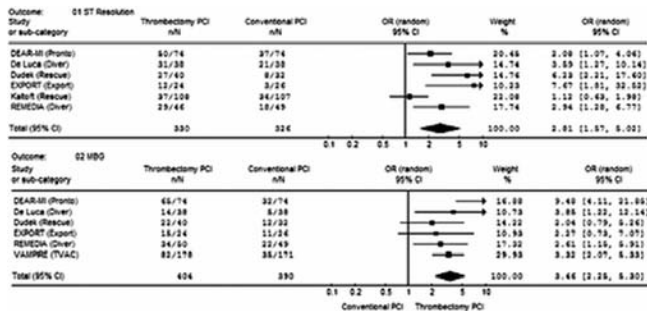 Outcome: 01 ST Resolution
Study Thrombectomy PCI Conventional PCI OR (random) Weight OR (random)
or sub-category n/N n/N 95% CI % 95% CI
DEAR-MI (Pronto) 50/74 37/74 20.45 2.08 [1.07, 4.06]
De Luca (Diver) 31/38 21/38 14.74 3.59 [1.27, 10.14]
Dudek (Rescue) 27/40 8/32 14.76 6.23 [2.21, 17.60]
EXPORT (Export) 12/24 3/26 10.23 7.67 [1.81, 32.52]
Kaltoft (Rescue) 37/108 34/107 22.08 1.12 [0.63, 1.98]
REMEDIA (Diver) 29/46 18/49 17.74 2.94 [1.28, 6.77]
Total (95% CI) 330 326 100.00 2.81 [1.57, 5.02]
0.1 0.2 0.5 1 2 5 10
Outcome: 02 MBG
Study Thrombectomy PCI Conventional PCI OR (random) Weight OR (random)
or sub-category n/N n/N 95% CI % 95% CI
DEAR-MI (Pronto) 65/74 32/74 16.88 9.48 [4.11, 21.85]
De Luca (Diver) 14/38 5/38 10.73 3.85 [1.22, 12.14]
Dudek (Rescue) 22/40 12/32 14.22 2.04 [0.79, 5.26]
EXPORT (Export) 15/24 11/26 10.93 2.27 [0.73, 7.07]
REMEDIA (Diver) 34/50 22/49 17.32 2.61 [1.15, 5.91]
VAMPIRE (TVAC) 82/178 35/171 29.93 3.32 [2.07, 5.33]
Total (95% CI) 404 390 100.00 3.46 [2.25, 5.30]
0.1 0.2 0.5 1 2 5 10
Conventional PCI Thrombectomy PCI